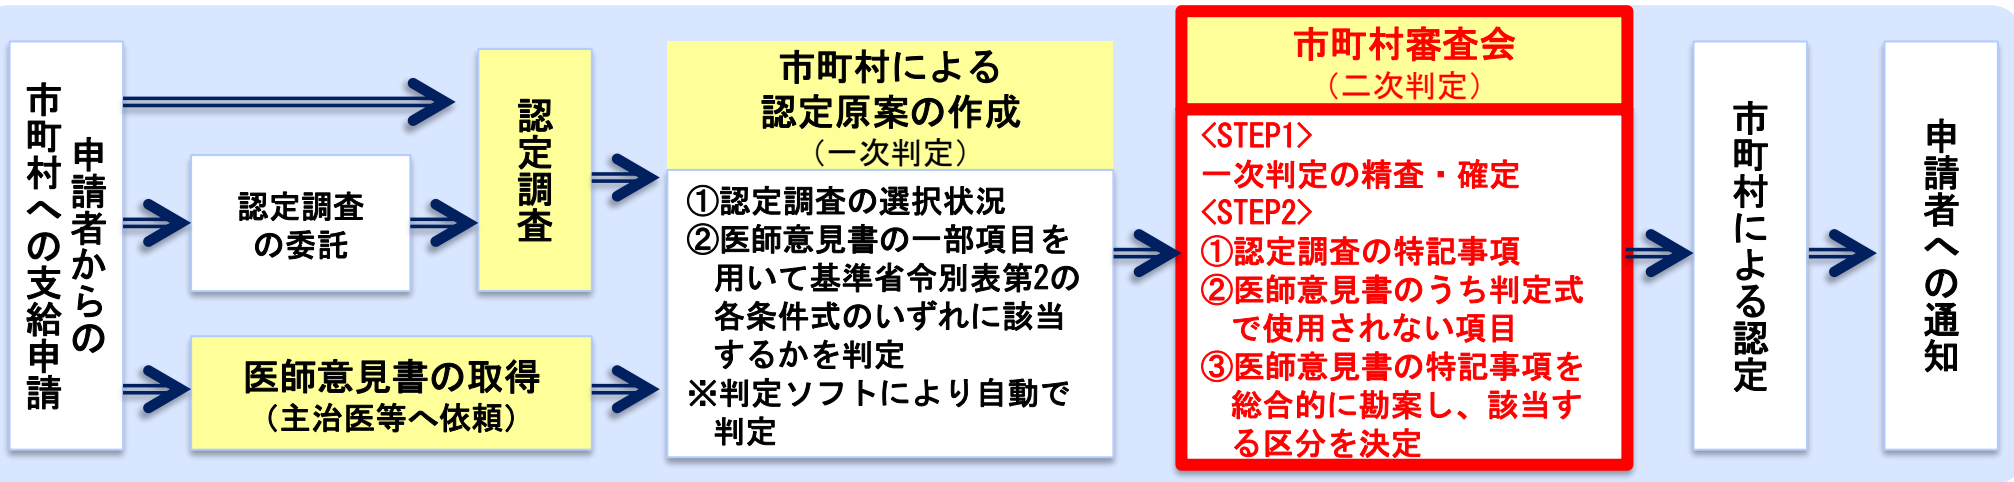 申請者からの
市町村への支給申請
認定調査
の委託
医師意見書の取得
(主治医等へ依頼)
認定調査
市町村による
認定原案の作成
(一次判定)
①認定調査の選択状況
②医師意見書の一部項目を
用いて基準省令別表第2の
各条件式のいずれに該当
するかを判定
※判定ソフトにより自動で
判定
市町村審査会
(二次判定)
<STEP1>
一次判定の精査・確定
<STEP2>
①認定調査の特記事項
②医師意見書のうち判定式
で使用されない項目
③医師意見書の特記事項を
総合的に勘案し、該当す
る区分を決定
市町村による認定
申請者への通知